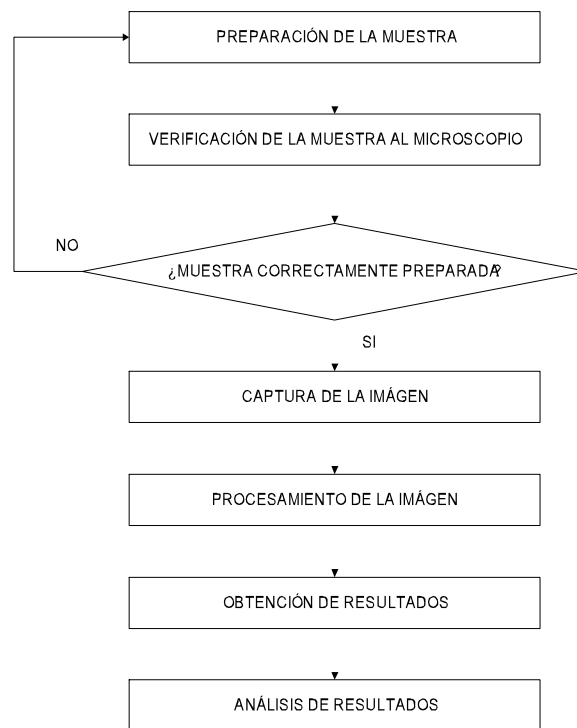 PREPARACIÓN DE LA MUESTRA
VERIFICACIÓN DE LA MUESTRA AL MICROSCOPIO
NO
¿MUESTRA CORRECTAMENTE PREPARADA?
SI
CAPTURA DE LA IMÁGEN
PROCESAMIENTO DE LA IMÁGEN
OBTENCIÓN DE RESULTADOS
ANÁLISIS DE RESULTADOS